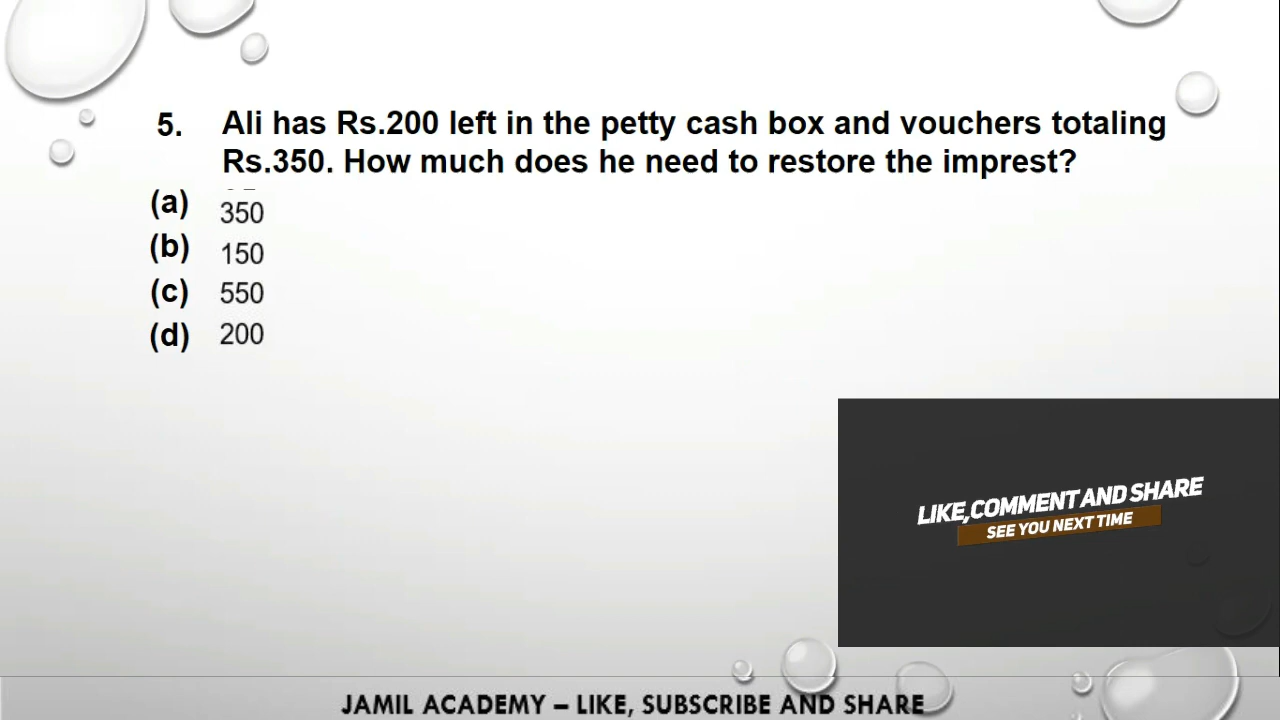 5. Ali has Rs.200 left in the petty cash box and vouchers totaling
Rs.350. How much does he need to restore the imprest?
(a) 350
(b) 150
(c) 550
(d) 200
LIKE,COMMENT AND SHARE
SEE YOU NEXT TIME
JAMIL ACADEMY – LIKE, SUBSCRIBE AND SHARE